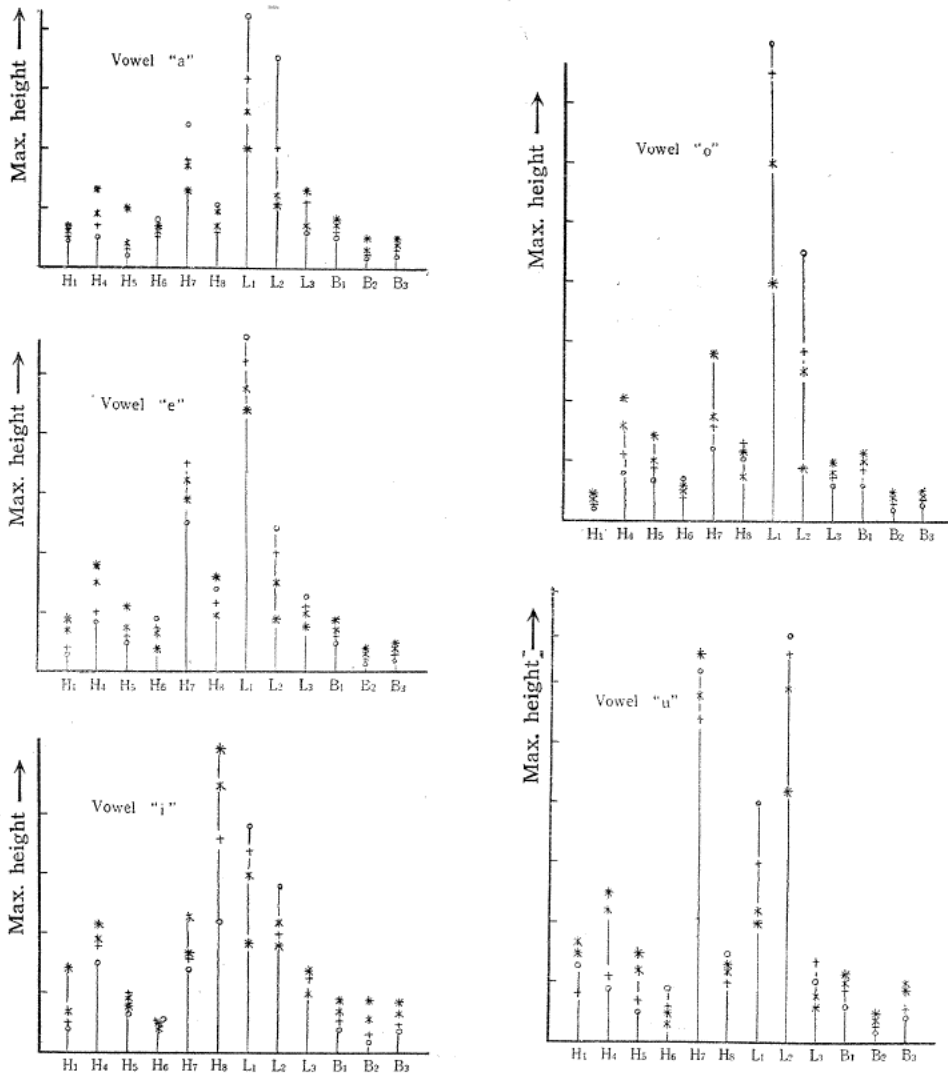 Max. height
Vowel "a"
H₁ H₄ H₅ H₆ H₇ H₈ L₁ L₂ L₃ B₁ B₂ B₃
Max. height
Vowel "e"
H₁ H₄ H₅ H₆ H₇ H₈ L₁ L₂ L₃ B₁ B₂ B₃
Max. height
Vowel "i"
H₁ H₄ H₅ H₆ H₇ H₈ L₁ L₂ L₃ B₁ B₂ B₃
Max. height
Vowel "o"
H₁ H₄ H₅ H₆ H₇ H₈ L₁ L₂ L₃ B₁ B₂ B₃
Max. height
Vowel "u"
H₁ H₄ H₅ H₆ H₇ H₈ L₁ L₂ L₃ B₁ B₂ B₃